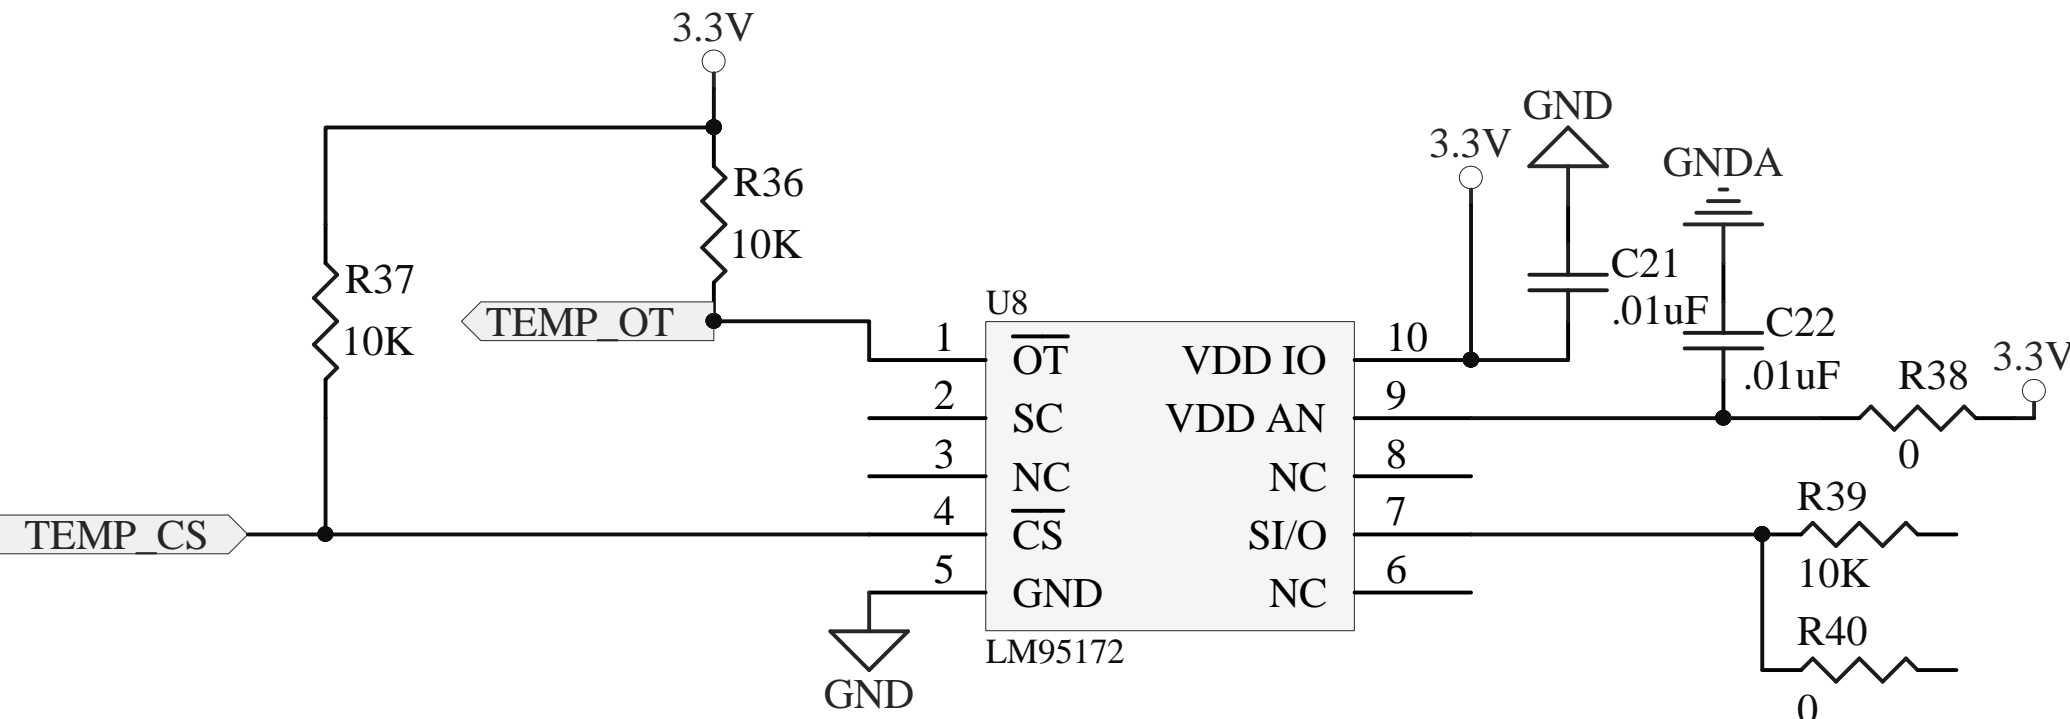 3.3V
GND
3.3V
GNDA
R36
10K
R37
10K
C21
.01uF
C22
.01uF
TEMP_OT
U8
1
OT
VDD IO
10
2
SC
VDD AN
9
R38
0
3.3V
3
NC
NC
8
TEMP_CS
4
CS
SI/O
7
R39
10K
5
GND
NC
6
R40
0
LM95172
GND